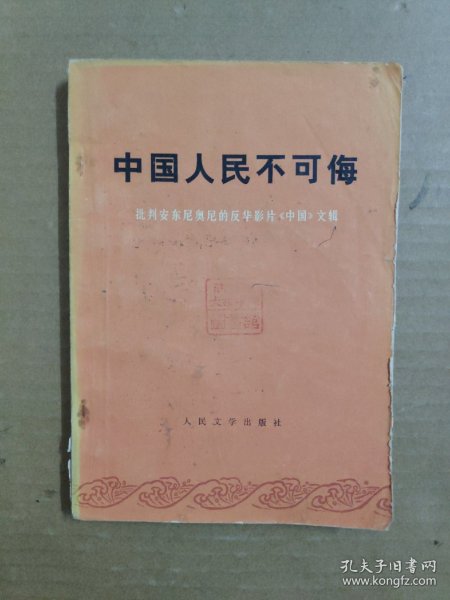 中国人民不可侮
批判安东尼奥尼的反华影片《中国》文辑
人民文学出版社
孔夫子旧书网
www.kongfz.com